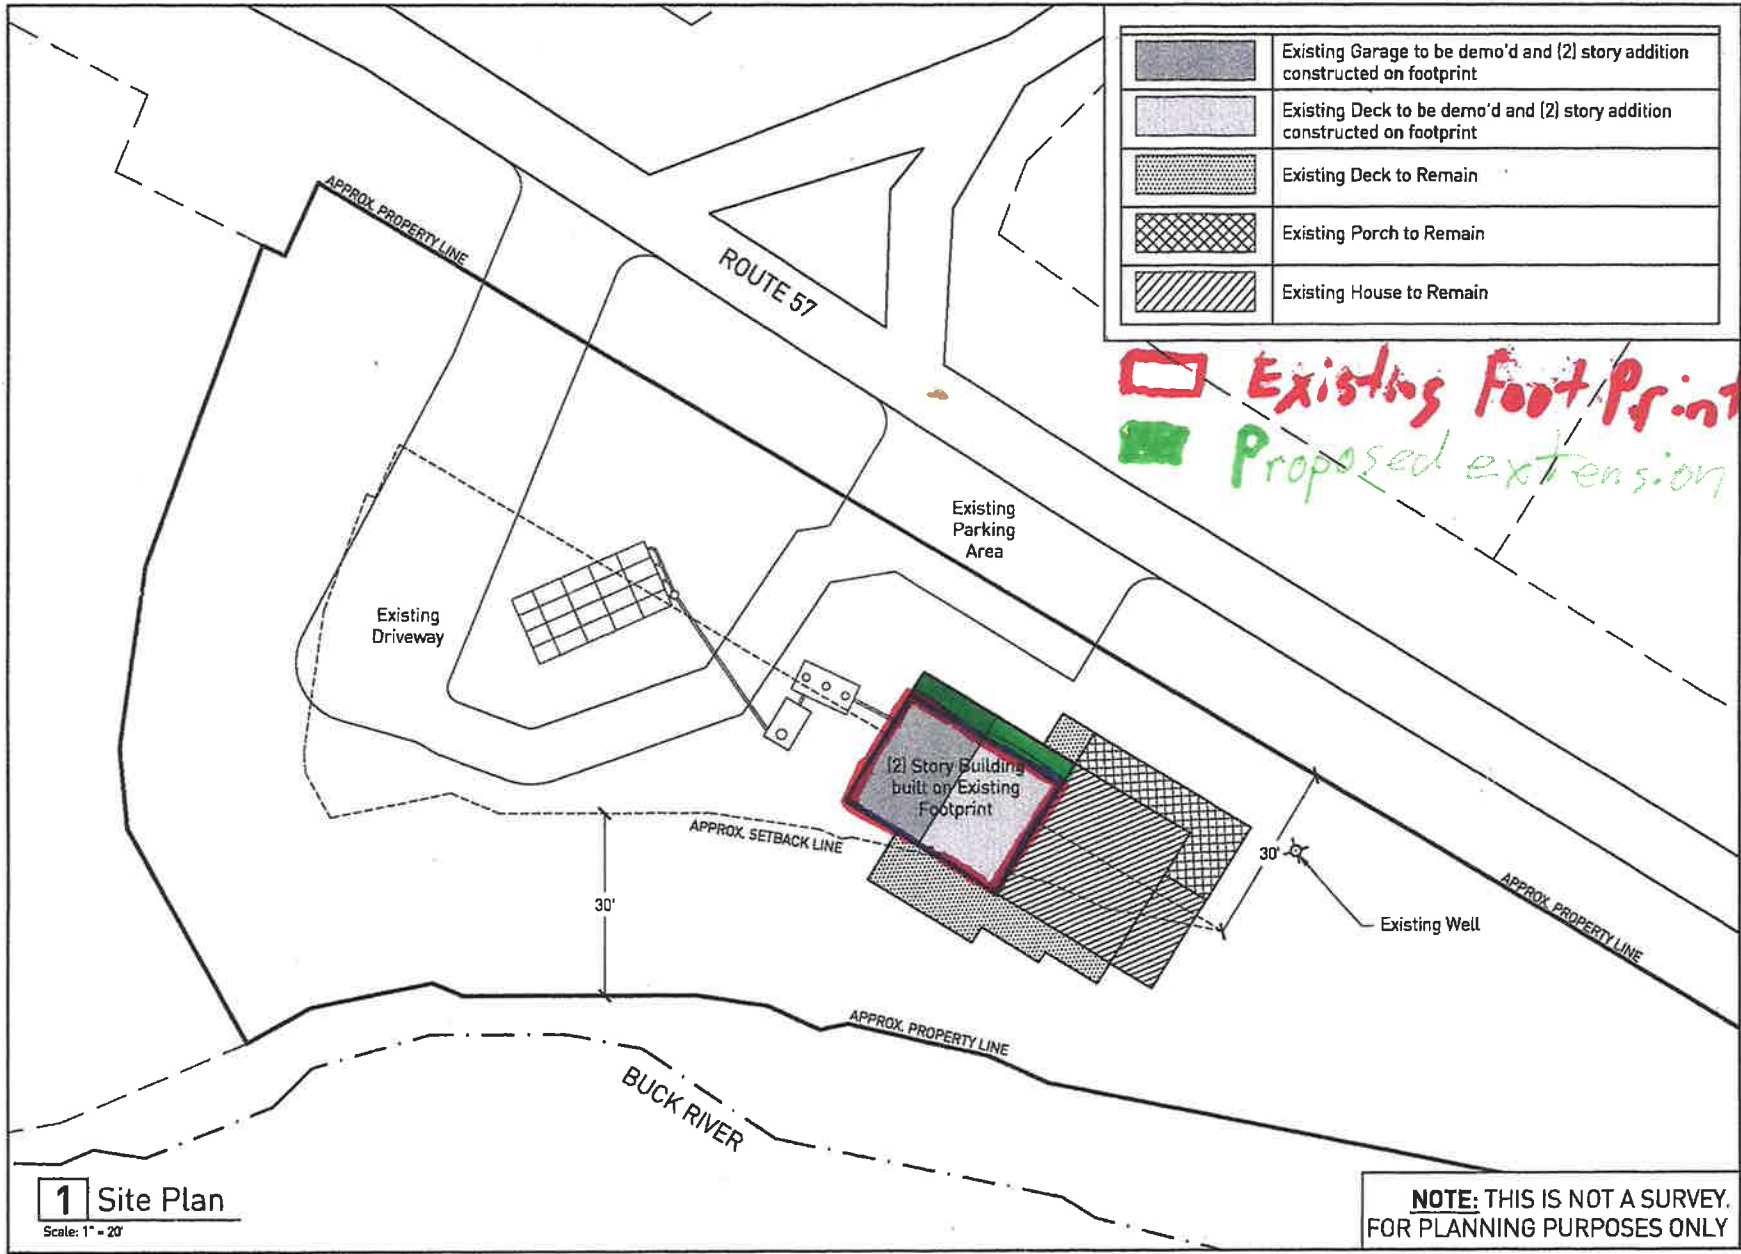 Existing Garage to be demo'd and (2) story addition
constructed on footprint
Existing Deck to be demo'd and (2) story addition
constructed on footprint
Existing Deck to Remain
Existing Porch to Remain
Existing House to Remain
Existing Foot Print
Proposed extension
APPROX. PROPERTY LINE
ROUTE 57
Existing
Parking
Area
Existing
Driveway
(2) Story Building
built on Existing
Footprint
APPROX. SETBACK LINE
30'
30'
Existing Well
APPROX. PROPERTY LINE
APPROX. PROPERTY LINE
BUCK RIVER
1 Site Plan
Scale: 1" = 20'
NOTE: THIS IS NOT A SURVEY.
FOR PLANNING PURPOSES ONLY